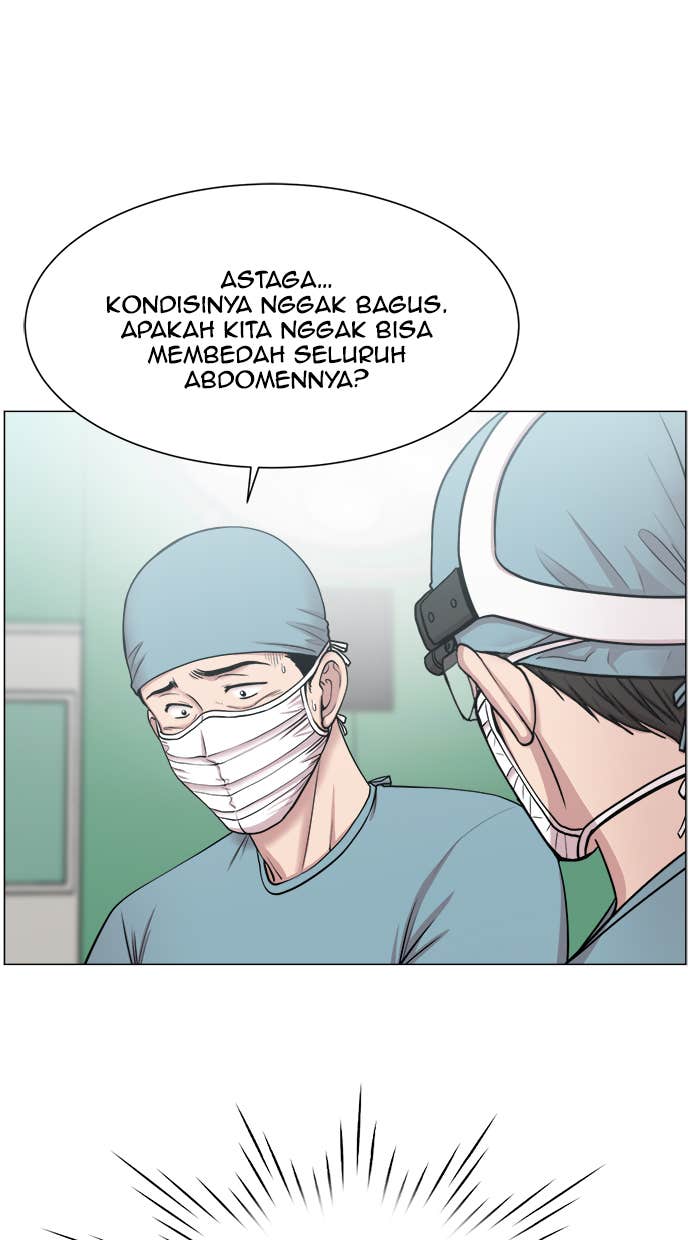 ASTAGA...
KONDISINYA NGGAK BAGUS.
APAKAH KITA NGGAK BISA
MEMBEDAH SELURUH
ABDOMENNYA?